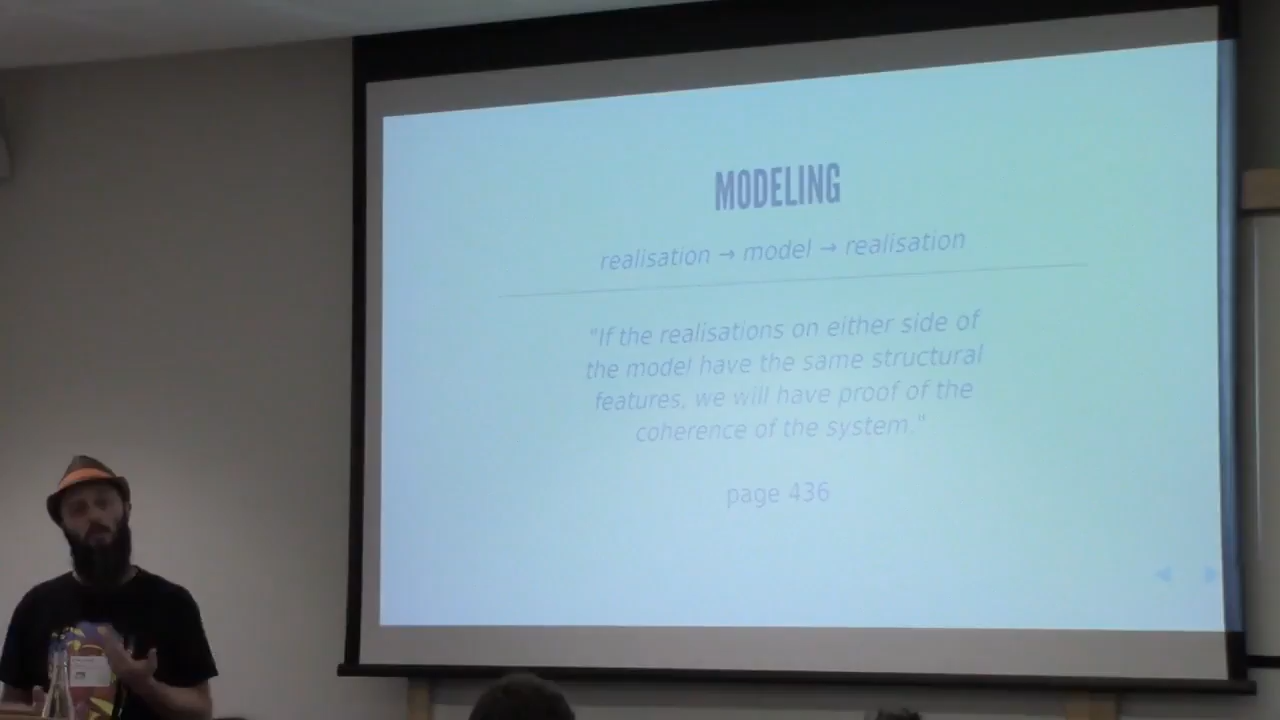 MODELING
realisation → model → realisation
"If the realisations on either side of
the model have the same structural
features, we will have proof of the
coherence of the system."
page 436